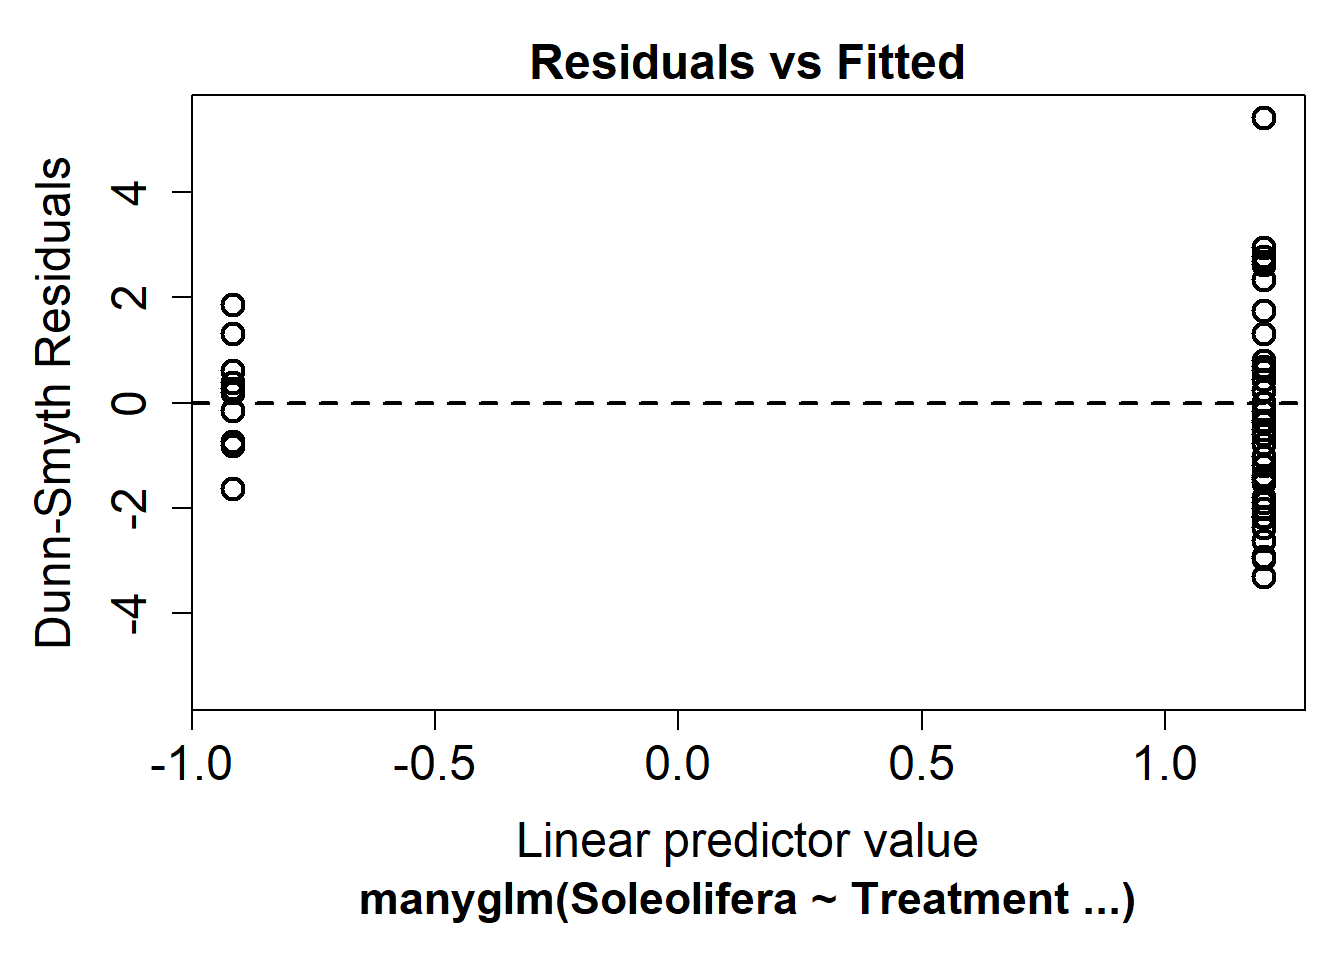 Residuals vs Fitted
Dunn-Smyth Residuals
4
2
0
-2
-4
-1.0 -0.5 0.0 0.5 1.0
Linear predictor value
manyglm(Soleolifera ~ Treatment ...)